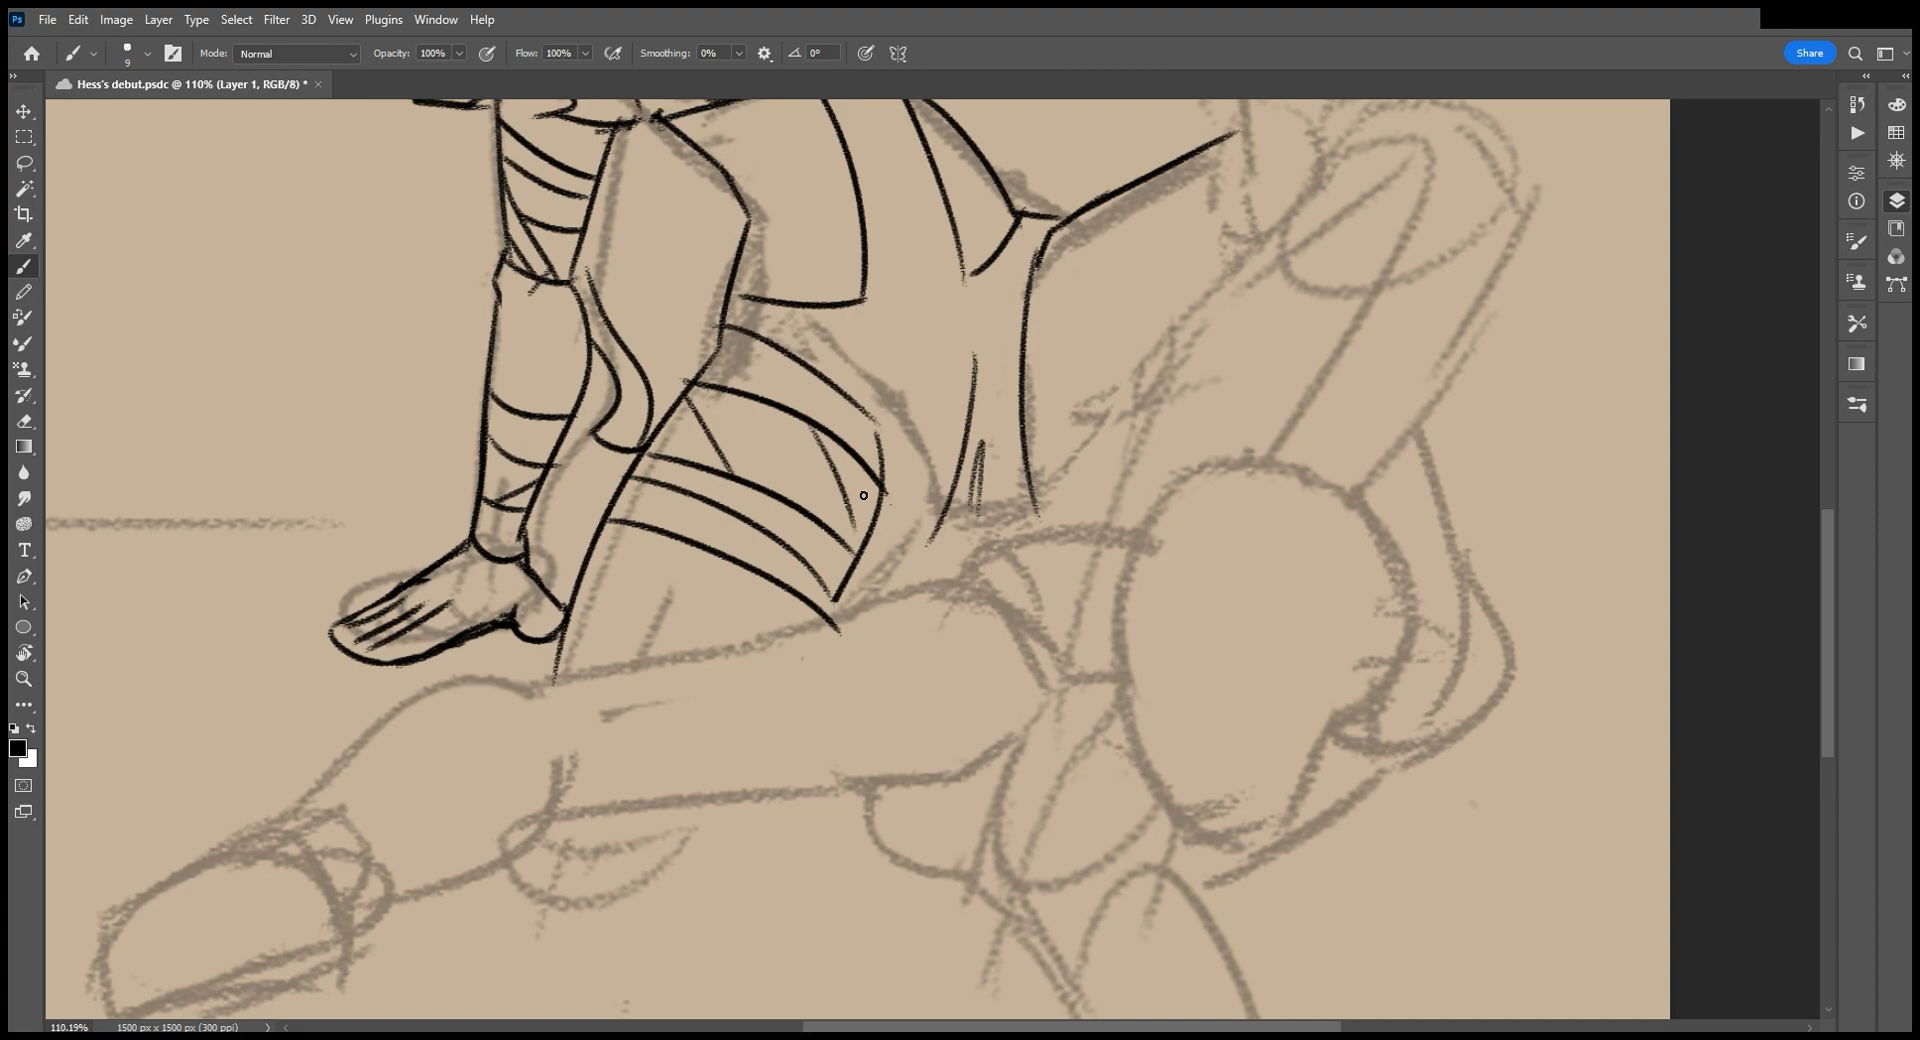 Ps File Edit Image Layer Type Select Filter 3D View Plugins Window Help
9 Mode: Normal Opacity: 100% Flow: 100% Smoothing: 0% 0° Share
Hess's debut.psdc @ 110% (Layer 1, RGB/8) * ×
110.19% 1500 px x 1500 px (300 ppi)